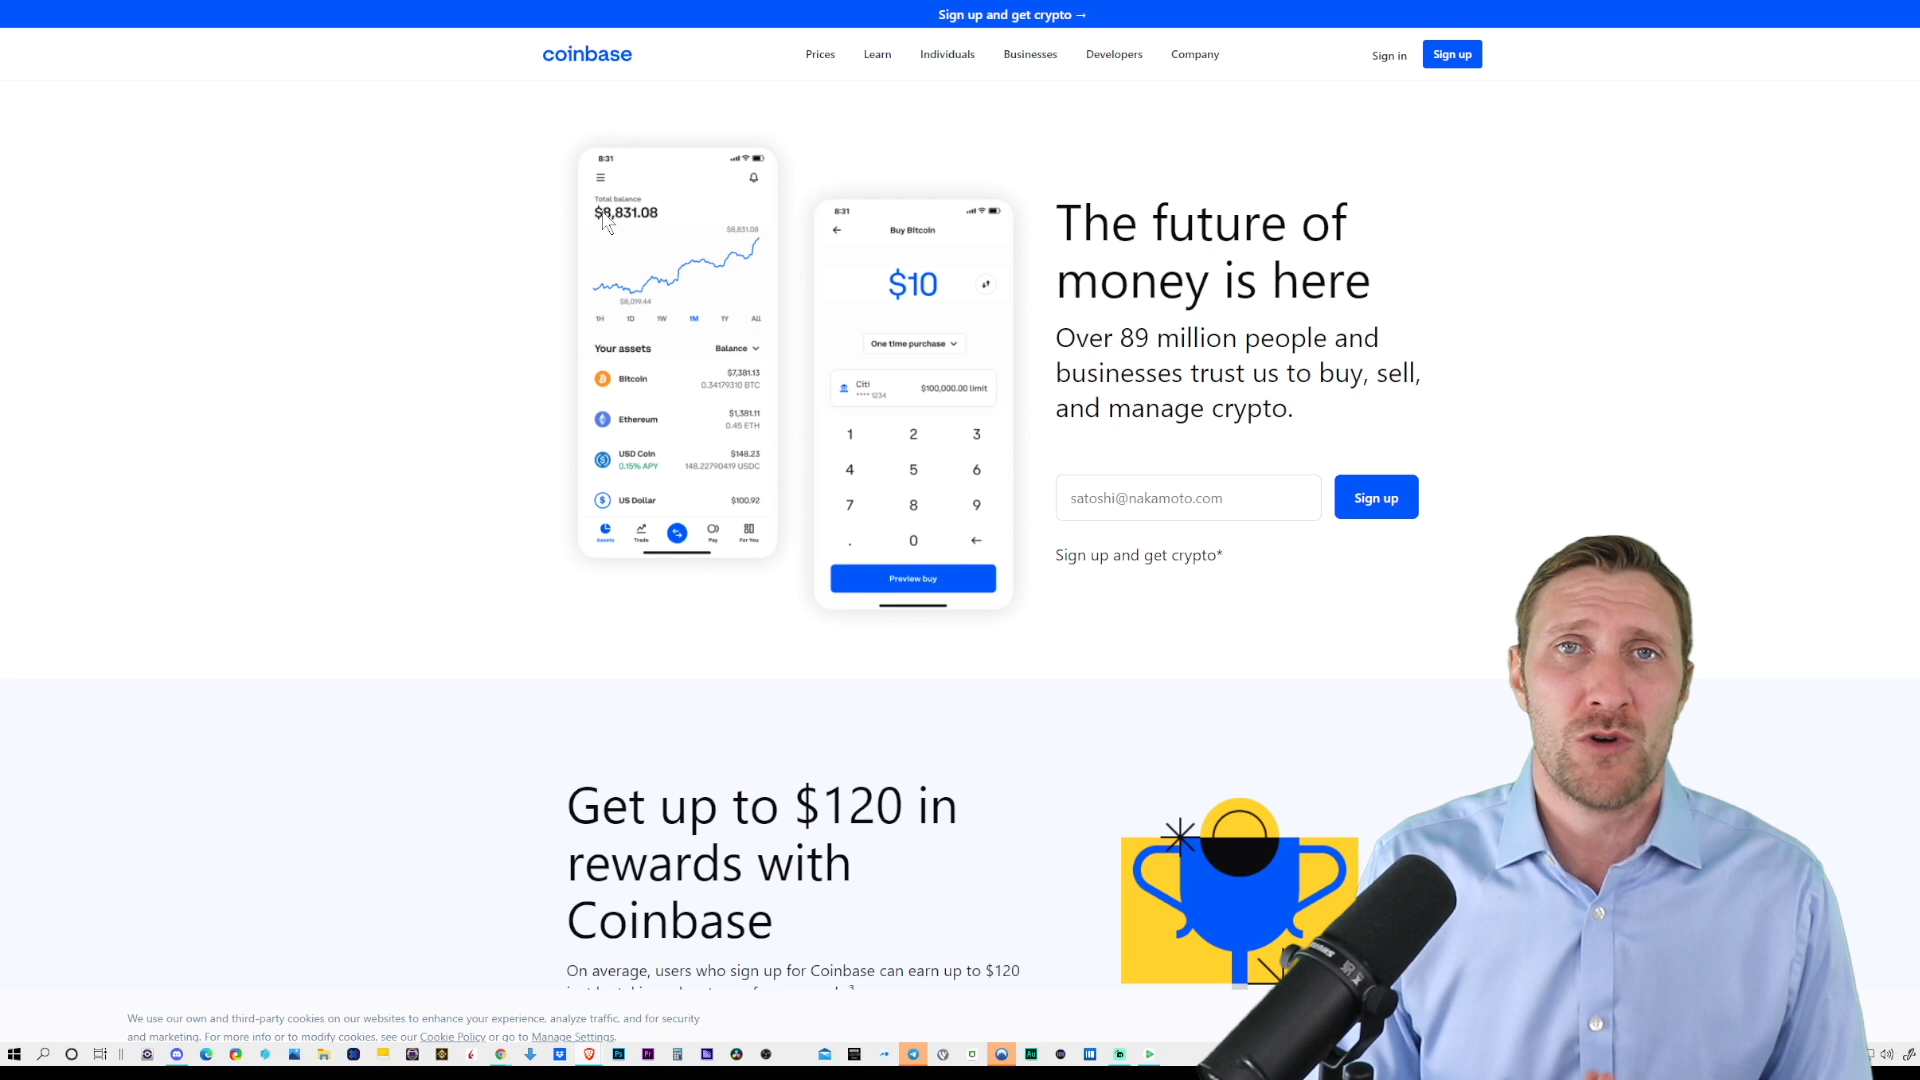 Sign up and get crypto →
coinbase
Prices
Learn
Individuals
Businesses
Developers
Company
Sign in
Sign up
8:31
Total balance
$8,831.08
$8,831.08
$8,019.44
1H
1D
1W
1M
1Y
All
Your assets
Balance
Bitcoin
$7,381.13
0.34179310 BTC
Ethereum
$1,381.11
0.45 ETH
USD Coin
$148.23
0.15% APY
148.22790419 USDC
US Dollar
$100.92
Assets
Trade
Pay
For You
8:31
Buy Bitcoin
$10
One time purchase
Citi
$100,000.00 limit
**** 1234
1 2 3
4 5 6
7 8 9
. 0 ←
Preview buy
The future of
money is here
Over 89 million people and
businesses trust us to buy, sell,
and manage crypto.
satoshi@nakamoto.com
Sign up
Sign up and get crypto*
Get up to $120 in
rewards with
Coinbase
On average, users who sign up for Coinbase can earn up to $120
We use our own and third-party cookies on our websites to enhance your experience, analyze traffic, and for security
and marketing. For more info or to modify cookies, see our Cookie Policy or go to Manage Settings.
Ps
Pr
Au